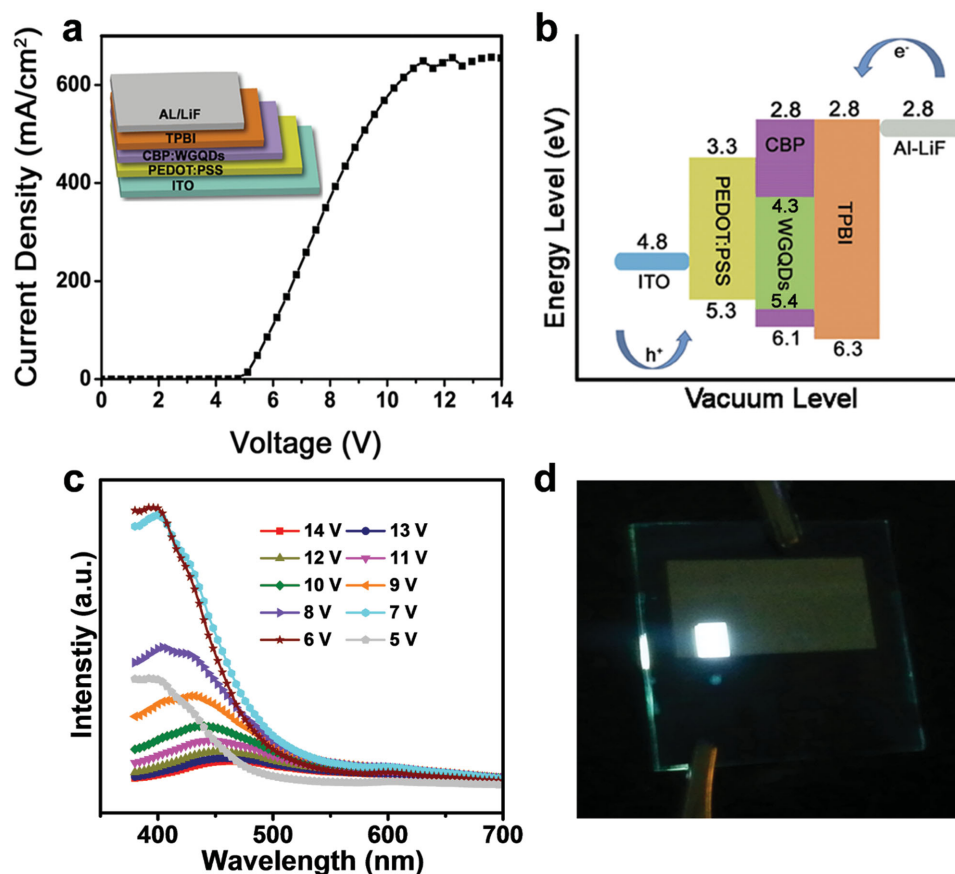 a
Current Density (mA/cm²)
600
400
200
0
0 2 4 6 8 10 12 14
Voltage (V)
AL/LiF
TPBI
CBP:WGQDs
PEDOT:PSS
ITO
b
Energy Level (eV)
e⁻
2.8 2.8 2.8
CBP
Al-LiF
3.3
PEDOT:PSS
4.3
WGQDs
TPBI
4.8
ITO
5.4
5.3
6.1
6.3
h⁺
Vacuum Level
c
Intenstiy (a.u.)
14 V 13 V
12 V 11 V
10 V 9 V
8 V 7 V
6 V 5 V
400 500 600 700
Wavelength (nm)
d